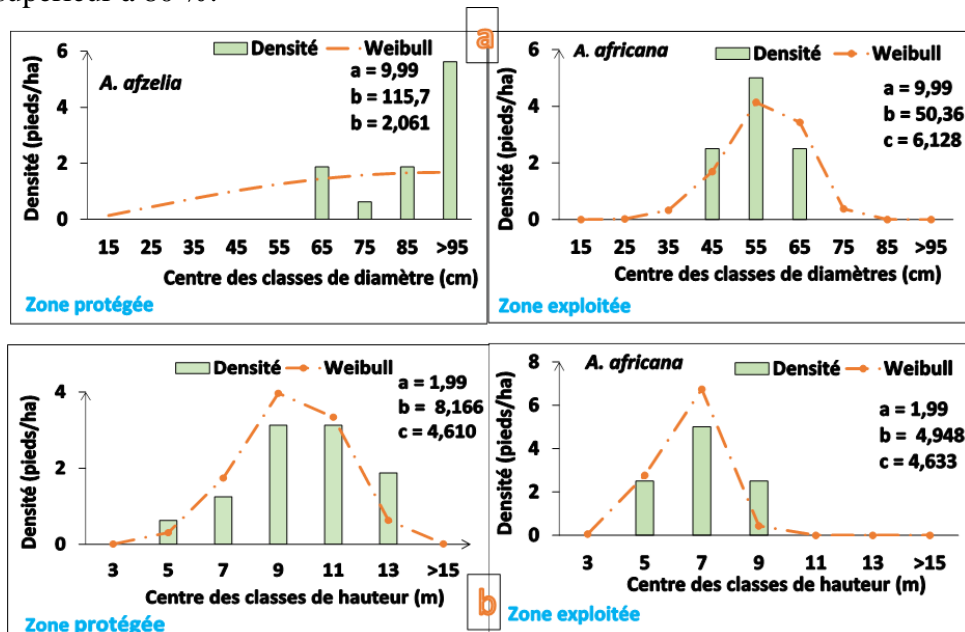 supérieur à 80 %.
a
Densité Weibull
A. afzelia
a = 9,99
b = 115,7
b = 2,061
Densité (pieds/ha)
6
4
2
0
15 25 35 45 55 65 75 85 >95
Centre des classes de diamètre (cm)
Zone protégée
A. africana
Densité Weibull
a = 9,99
b = 50,36
c = 6,128
Densité (pieds/ha)
6
4
2
0
15 25 35 45 55 65 75 85 >95
Centre des classes de diamètres (cm)
Zone exploitée
Densité Weibull
a = 1,99
b = 8,166
c = 4,610
Densité (pieds/ha)
4
2
0
3 5 7 9 11 13 >15
Centre des classes de hauteur (m)
Zone protégée
b
Densité Weibull
A. africana
a = 1,99
b = 4,948
c = 4,633
Densité (pieds/ha)
8
6
4
2
0
3 5 7 9 11 13 >15
Centre des classes de hauteur (m)
Zone exploitée